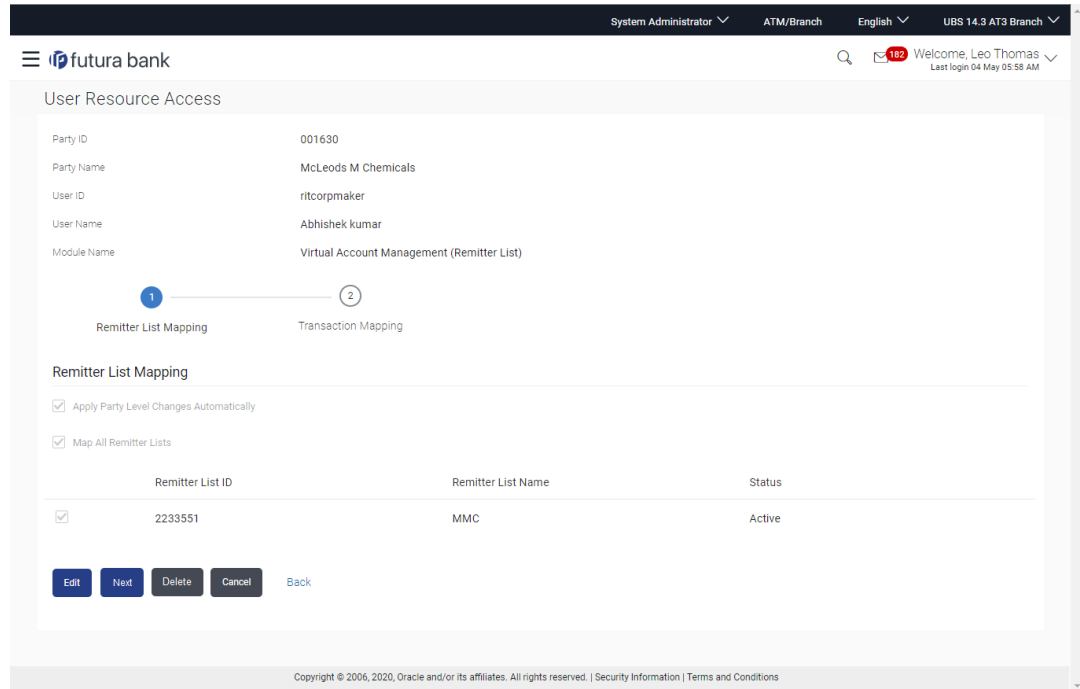 System Administrator ATM/Branch English UBS 14.3 AT3 Branch
futura bank 182 Welcome, Leo Thomas
Last login 04 May 05:58 AM
User Resource Access
Party ID 001630
Party Name McLeods M Chemicals
User ID ritcorpmaker
User Name Abhishek kumar
Module Name Virtual Account Management (Remitter List)
1 2
Remitter List Mapping Transaction Mapping
Remitter List Mapping
Apply Party Level Changes Automatically
Map All Remitter Lists
Remitter List ID Remitter List Name Status
2233551 MMC Active
Edit Next Delete Cancel Back
Copyright © 2006, 2020, Oracle and/or its affiliates. All rights reserved. | Security Information | Terms and Conditions